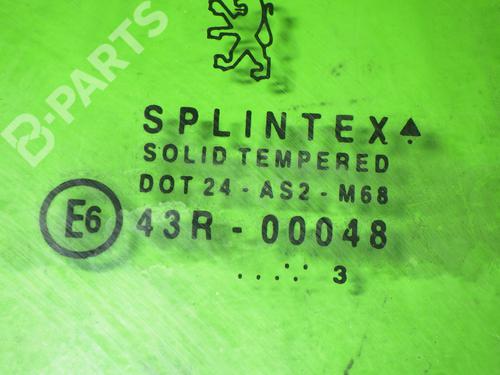 B-PARTS
SPLINTEX
SOLID TEMPERED
DOT 24 - AS2 - M68
E6 43R - 00048
..:·: 3